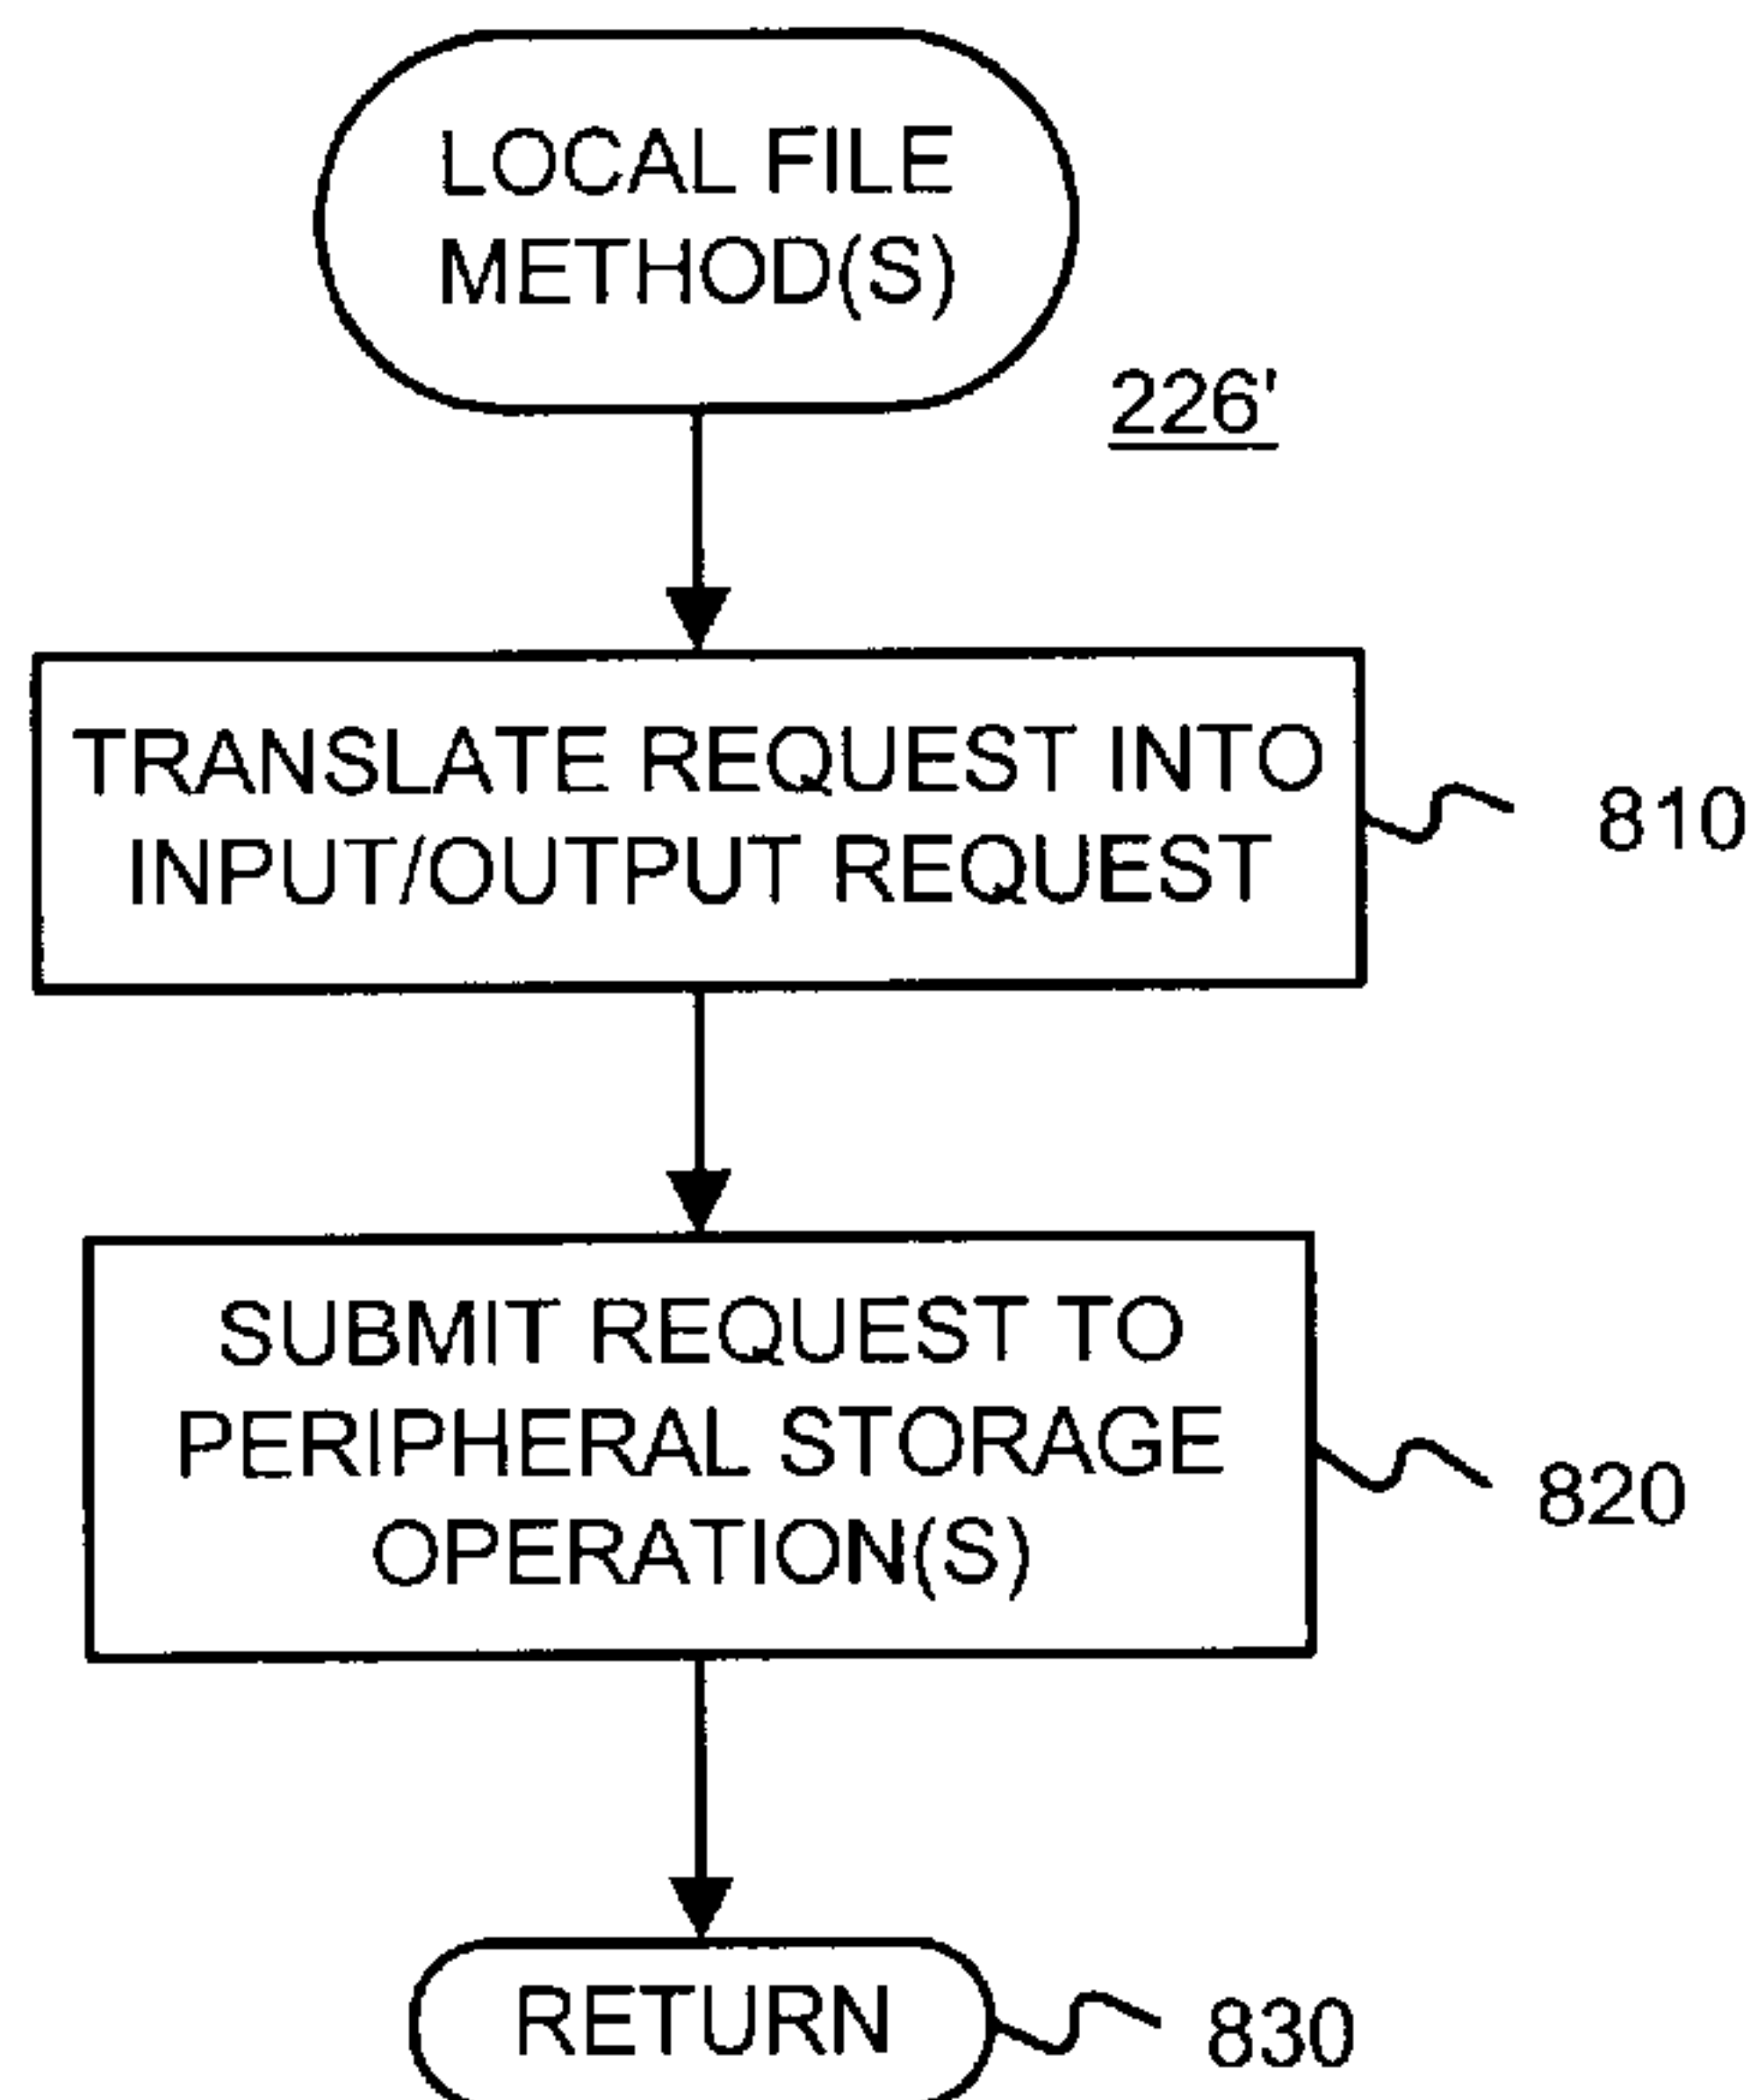 LOCAL FILE
METHOD(S)
226'
TRANSLATE REQUEST INTO
INPUT/OUTPUT REQUEST
810
SUBMIT REQUEST TO
PERIPHERAL STORAGE
OPERATION(S)
820
RETURN
830